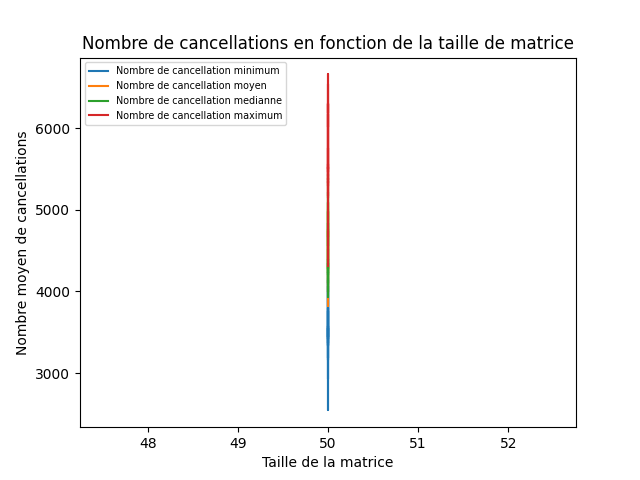 Nombre de cancellations en fonction de la taille de matrice
Nombre de cancellation minimum
Nombre de cancellation moyen
Nombre de cancellation medianne
Nombre de cancellation maximum
Nombre moyen de cancellations
6000
5000
4000
3000
48 49 50 51 52
Taille de la matrice